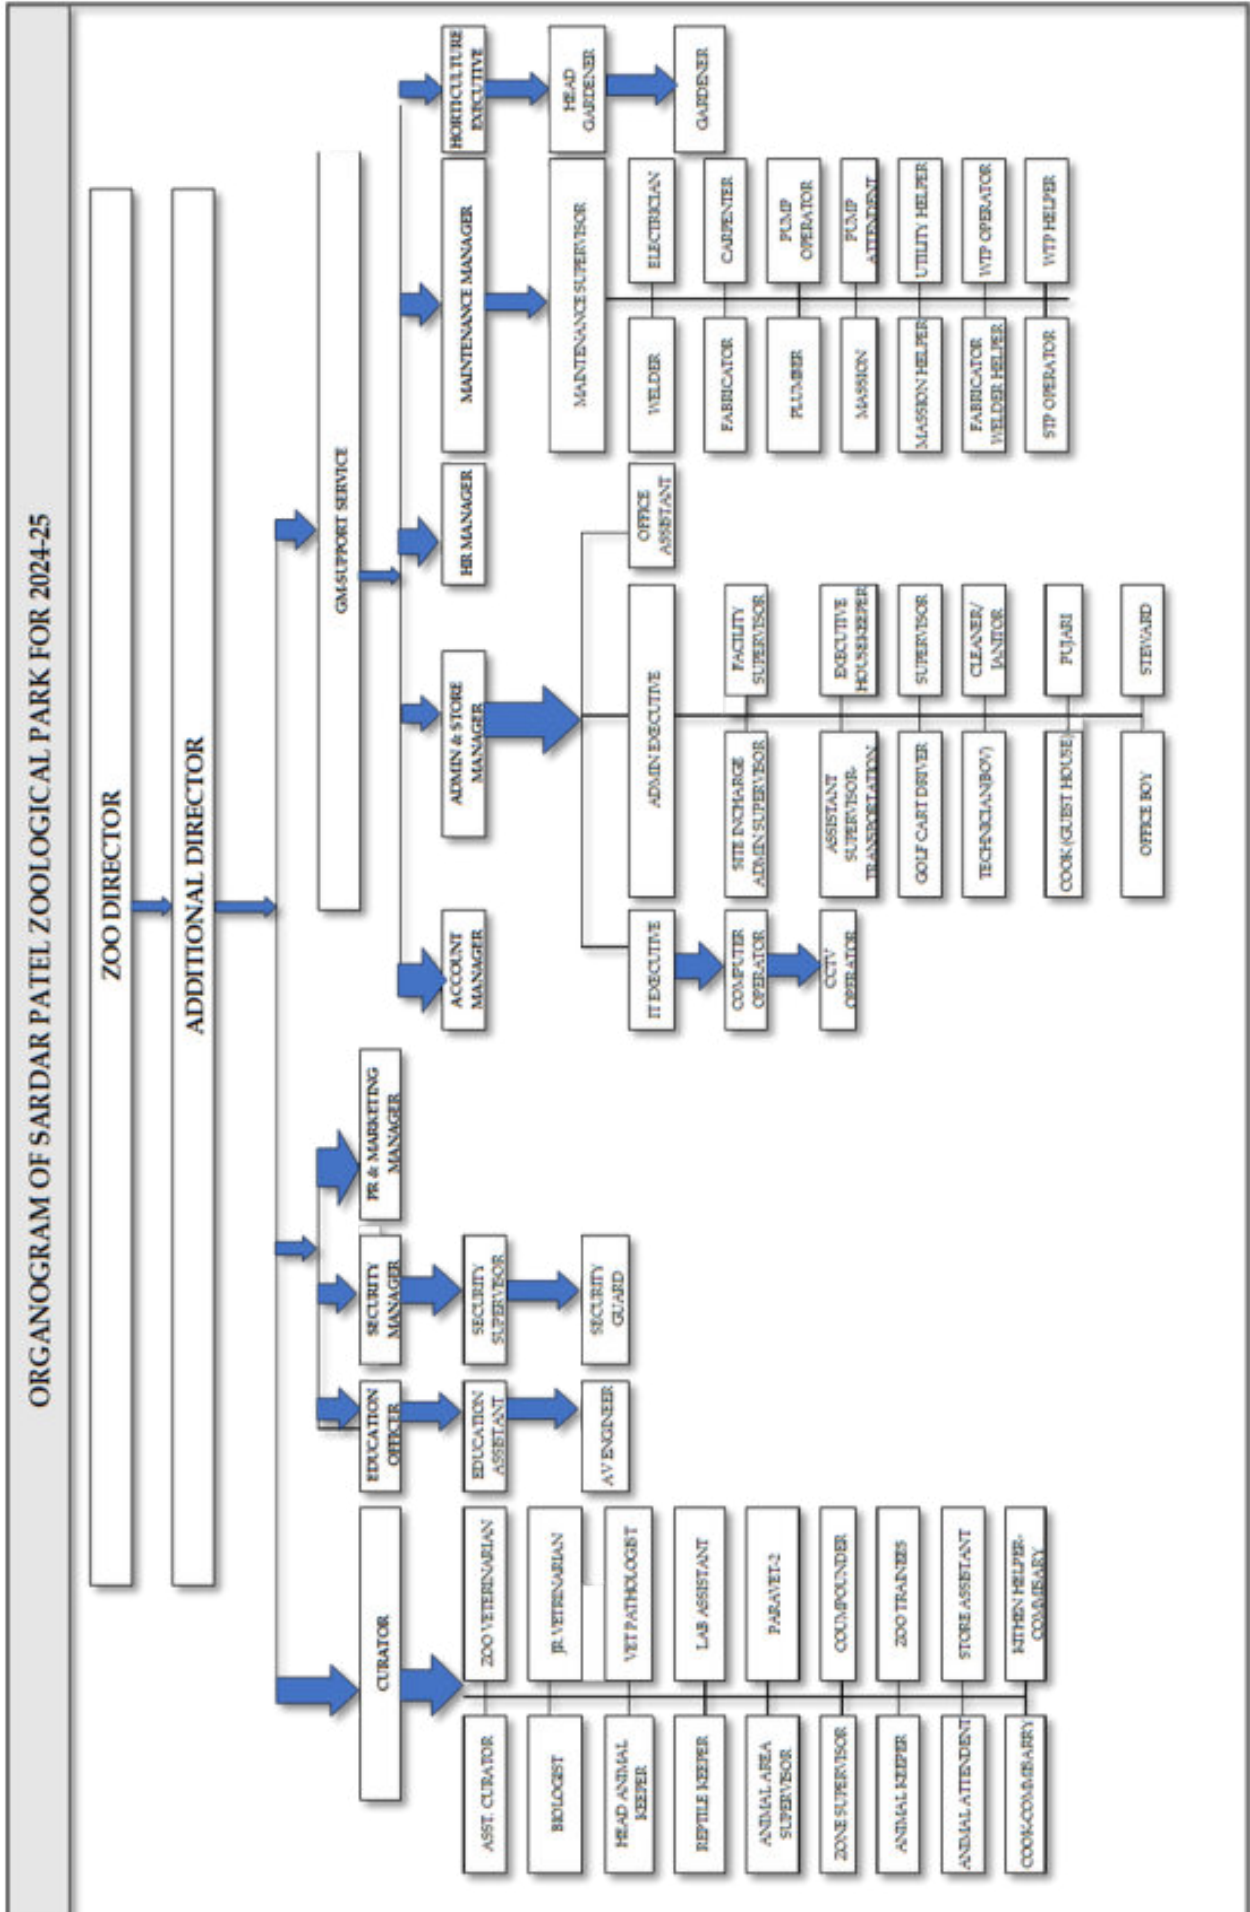 ORGANOGRAM OF SARDAR PATEL ZOOLOGICAL PARK FOR 2024-25
ZOO DIRECTOR
ADDITIONAL DIRECTOR
GM-SUPPORT SERVICE
CURATOR
EDUCATION
OFFICER
SECURITY
MANAGER
PR & MARKETING
MANAGER
ACCOUNT
MANAGER
ADMIN & STORE
MANAGER
HR MANAGER
MAINTENANCE MANAGER
HORTICULTURE
EXECUTIVE
ASST. CURATOR
ZOO VETERINARIAN
BIOLOGIST
JR. VETRINARIAN
HEAD ANIMAL
KEEPER
VET PATHOLOGIST
REPTILE KEEPER
LAB ASSISTANT
ANIMAL AREA
SUPERVISOR
PARAVET-2
ZONE SUPERVISOR
COUMPOUNDER
ANIMAL KEEPER
ZOO TRAINEES
ANIMAL ATTENDENT
STORE ASSISTANT
COOK-COMMISARRY
KITHEN HELPER-
COMMISARY
EDUCATION
ASSISTANT
AV ENGINEER
SECURITY
SUPERVISOR
SECURITY
GUARD
IT EXECUTIVE
COMPUTER
OPERATOR
CCTV
OPERATOR
ADMIN EXECUTIVE
SITE INCHARGE
ADMIN SUPERVISOR
FACILITY
SUPERVISOR
ASSISTANT
SUPERVISOR-
TRANSPORTATION
EXECUTIVE
HOUSEKEEPER
GOLF CART DRIVER
SUPERVISOR
TECHNICIAN(BOV)
CLEANER/
JANITOR
COOK (GUEST HOUSE)
PUJARI
OFFICE BOY
STEWARD
OFFICE
ASSISTANT
MAINTENANCE SUPERVISOR
WELDER
ELECTRICIAN
FABRICATOR
CARPENTER
PLUMBER
PUMP
OPERATOR
MASSION
PUMP
ATTENDENT
MASSION HELPER
UTILITY HELPER
FABRICATOR
WELDER HELPER
WTP OPERATOR
STP OPERATOR
WTP HELPER
HEAD
GARDENER
GARDENER